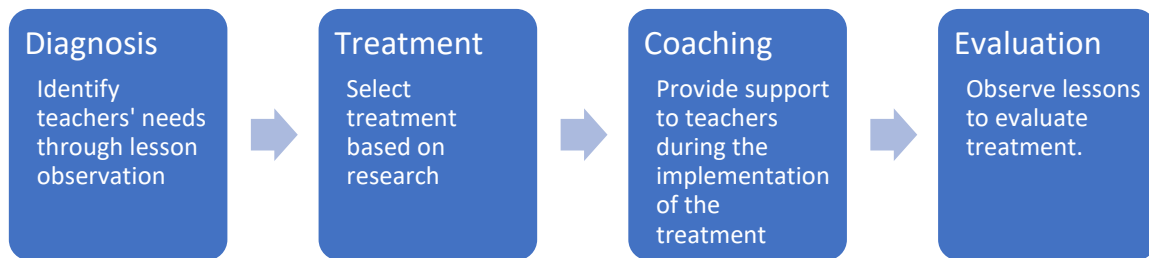 Diagnosis
Identify
teachers' needs
through lesson
observation
Treatment
Select
treatment
based on
research
Coaching
Provide support
to teachers
during the
implementation
of the
treatment
Evaluation
Observe lessons
to evaluate
treatment.